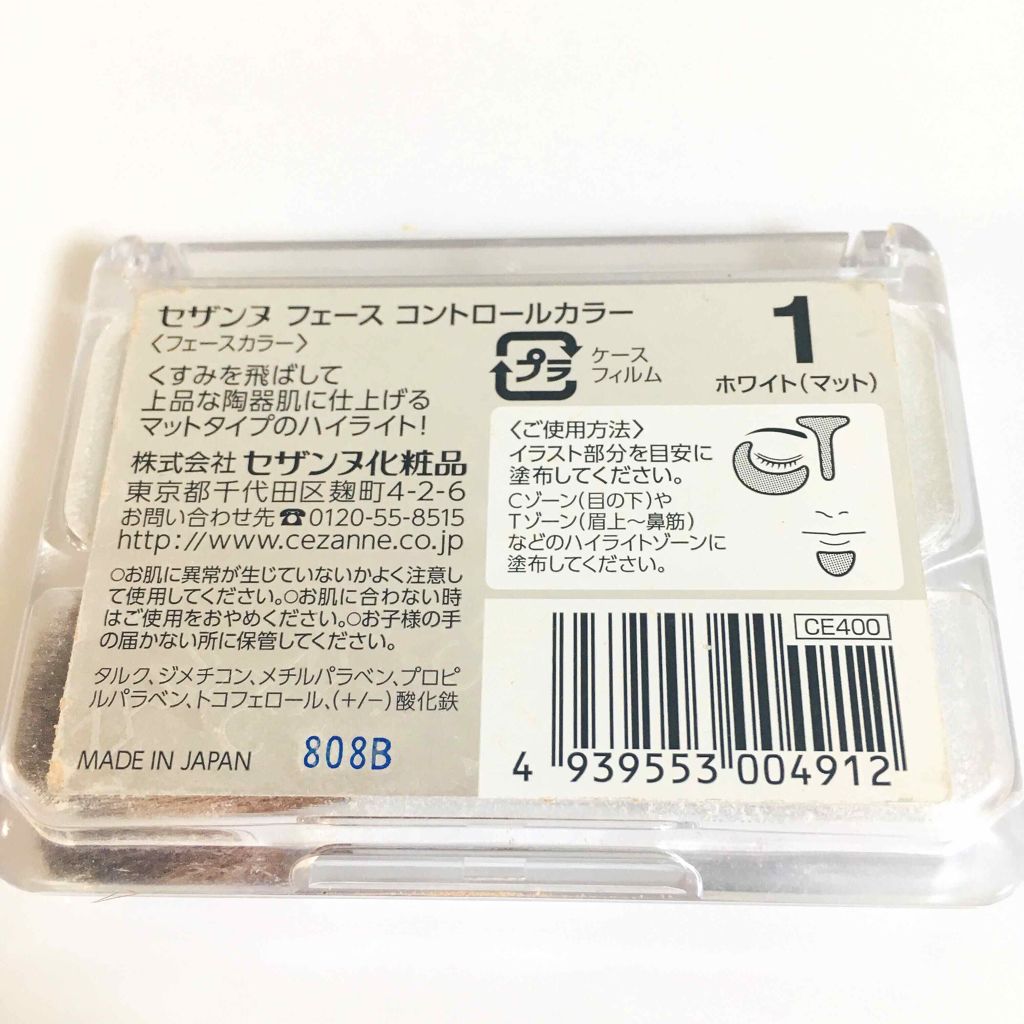 セザンヌ フェース コントロールカラー
〈フェースカラー〉
くすみを飛ばして
上品な陶器肌に仕上げる
マットタイプのハイライト!
株式会社 セザンヌ化粧品
東京都千代田区麹町4-2-6
お問い合わせ先☎0120-55-8515
http://www.cezanne.co.jp
○お肌に異常が生じていないかよく注意し
て使用してください。○お肌に合わない時
はご使用をおやめください。○お子様の手
の届かない所に保管してください。
タルク、ジメチコン、メチルパラベン、プロピ
ルパラベン、トコフェロール、(+/−)酸化鉄
MADE IN JAPAN 808B
プラ
ケース
フィルム
1
ホワイト(マット)
〈ご使用方法〉
イラスト部分を目安に
塗布してください。
Cゾーン(目の下)や
Tゾーン(眉上〜鼻筋)
などのハイライトゾーンに
塗布してください。
CE400
4 939553 004912